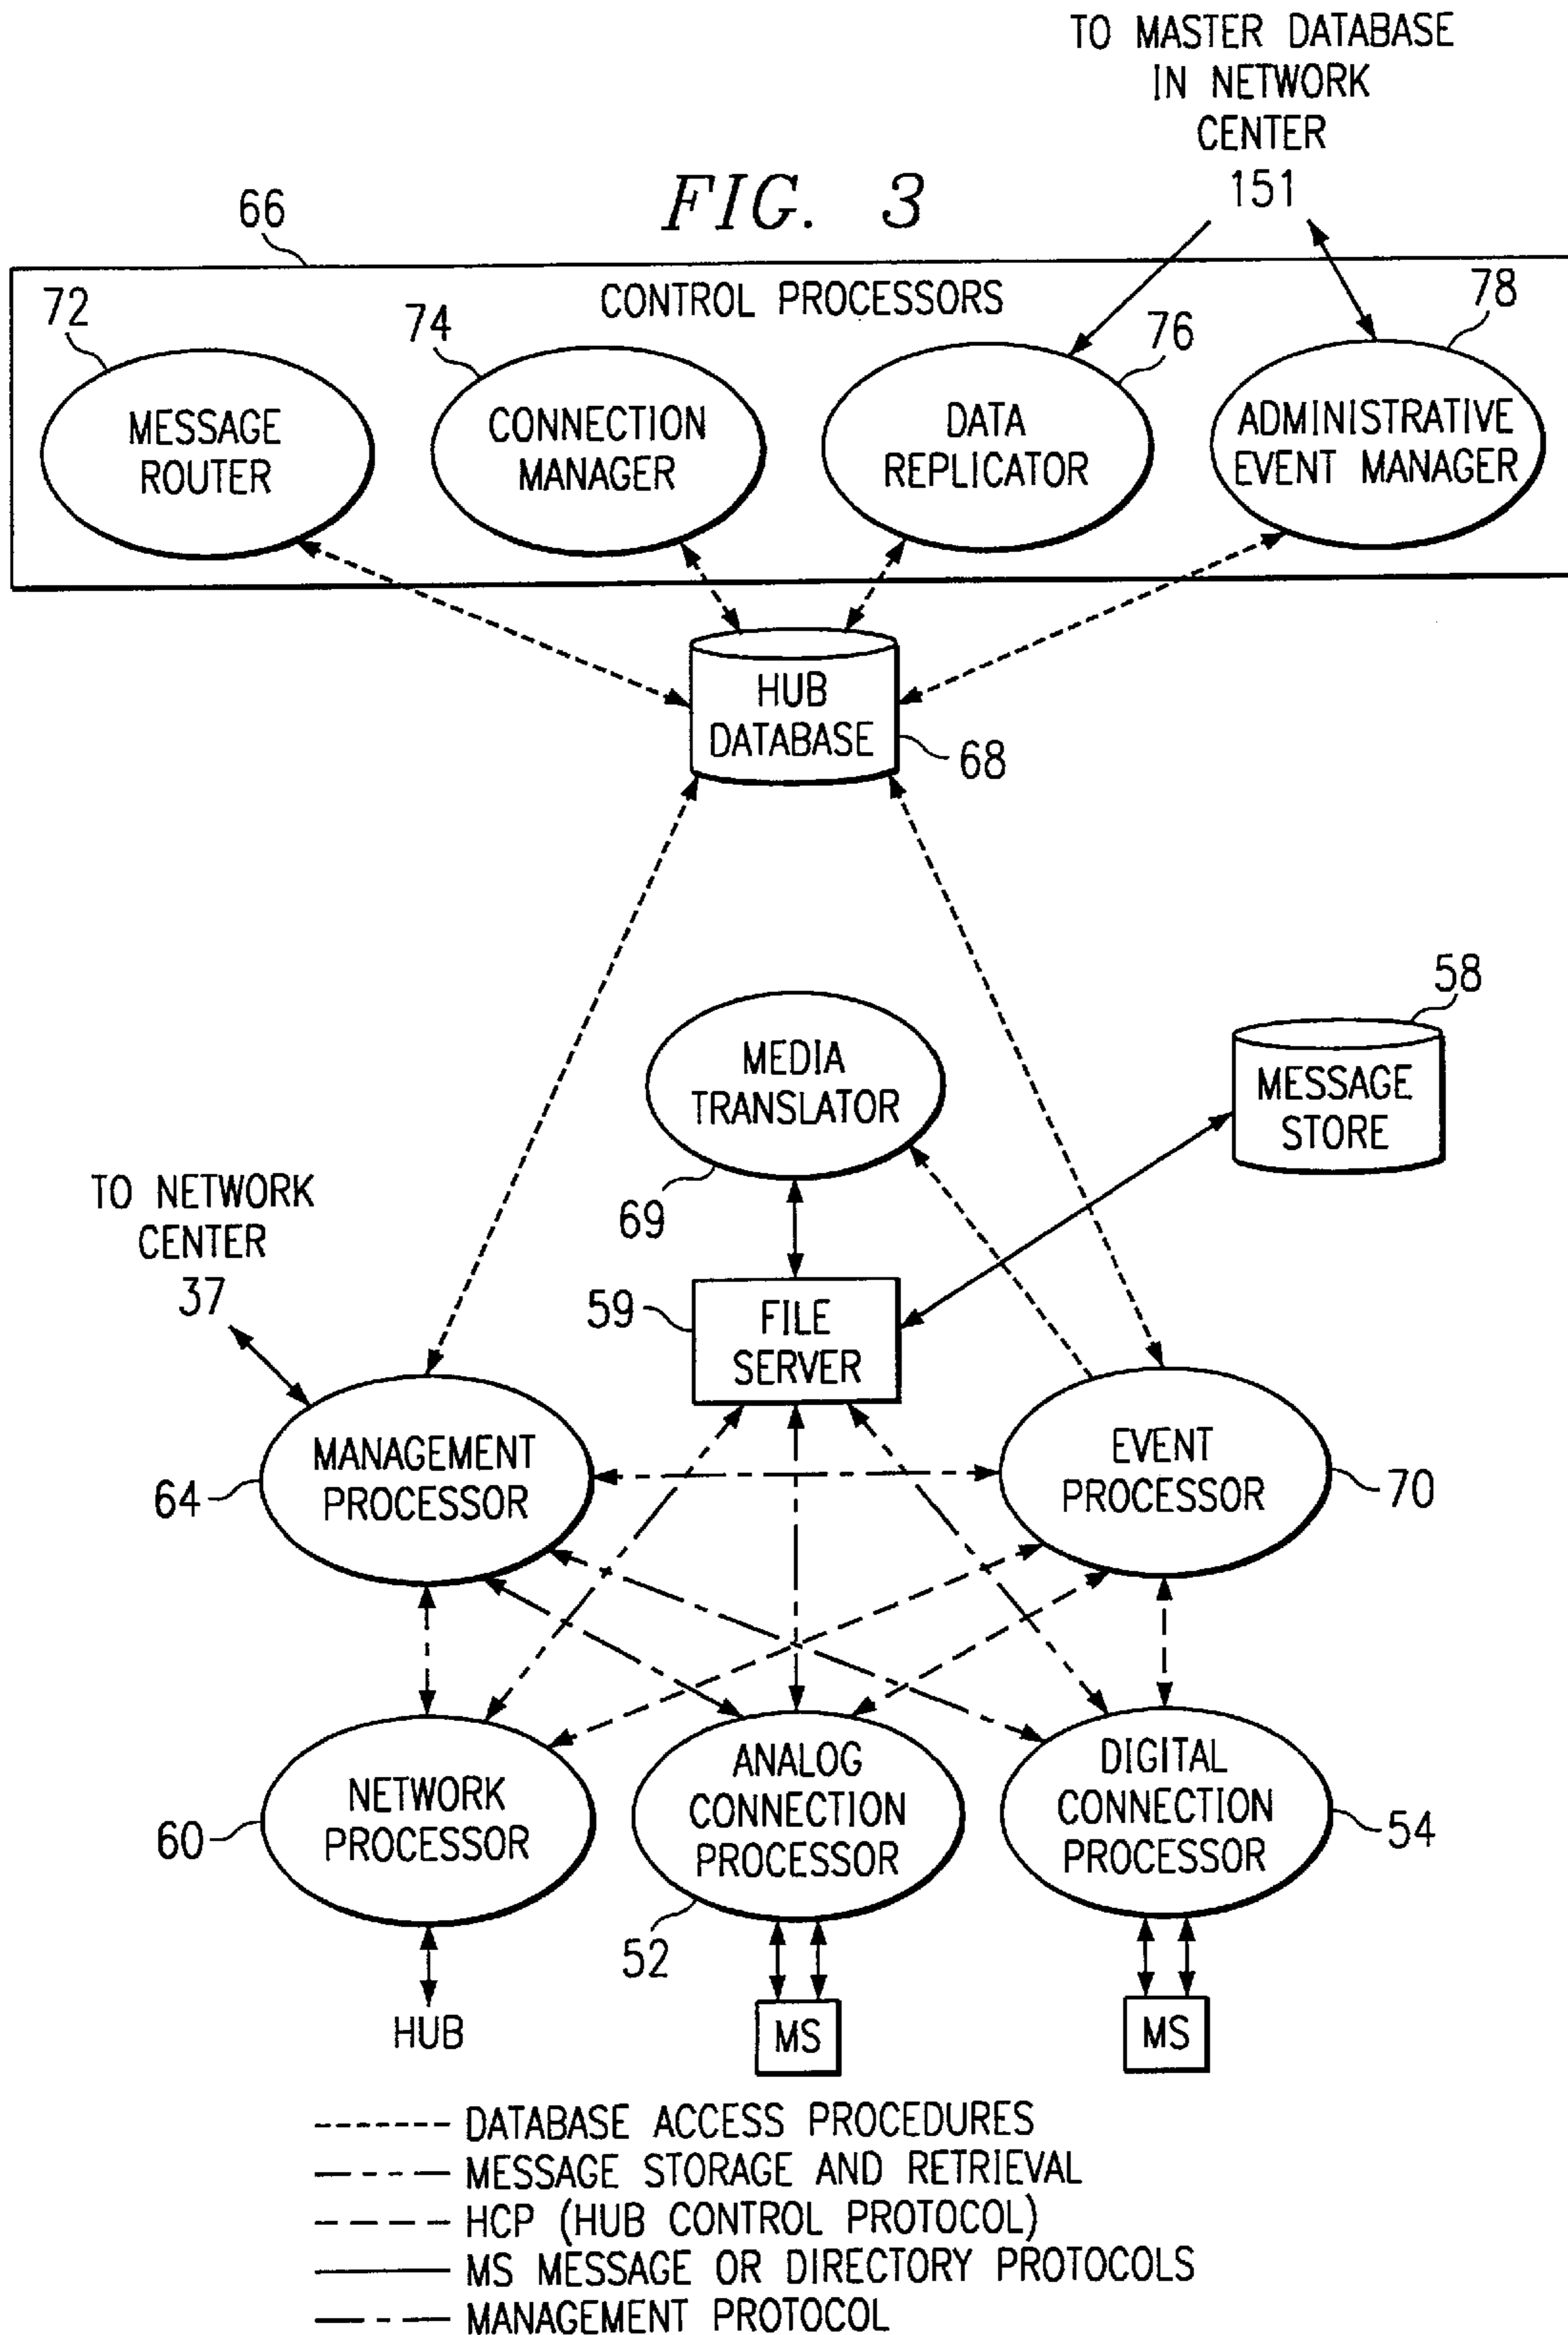 TO MASTER DATABASE
IN NETWORK
CENTER
151
FIG. 3
66
CONTROL PROCESSORS
72
74
76
78
MESSAGE
ROUTER
CONNECTION
MANAGER
DATA
REPLICATOR
ADMINISTRATIVE
EVENT MANAGER
HUB
DATABASE
68
58
MEDIA
TRANSLATOR
69
MESSAGE
STORE
TO NETWORK
CENTER
37
59
FILE
SERVER
MANAGEMENT
PROCESSOR
64
EVENT
PROCESSOR
70
NETWORK
PROCESSOR
60
ANALOG
CONNECTION
PROCESSOR
52
DIGITAL
CONNECTION
PROCESSOR
54
HUB
MS
MS
DATABASE ACCESS PROCEDURES
MESSAGE STORAGE AND RETRIEVAL
HCP (HUB CONTROL PROTOCOL)
MS MESSAGE OR DIRECTORY PROTOCOLS
MANAGEMENT PROTOCOL